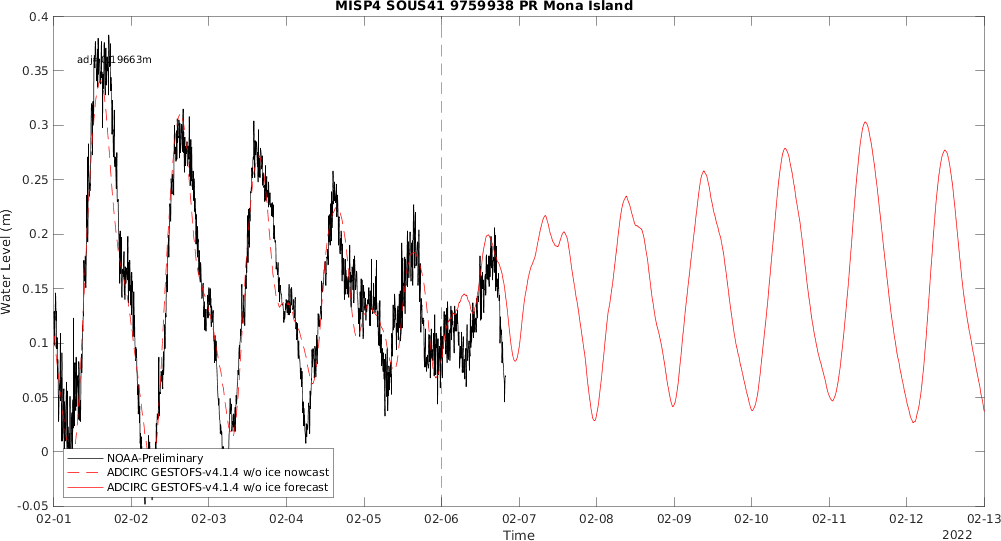 MISP4 SOUS41 9759938 PR Mona Island
0.4
0.35
0.3
0.25
0.2
0.15
0.1
0.05
0
-0.05
Water Level (m)
NOAA-Preliminary
ADCIRC GESTOFS-v4.1.4 w/o ice nowcast
ADCIRC GESTOFS-v4.1.4 w/o ice forecast
02-01 02-02 02-03 02-04 02-05 02-06 02-07 02-08 02-09 02-10 02-11 02-12 02-13
Time
2022